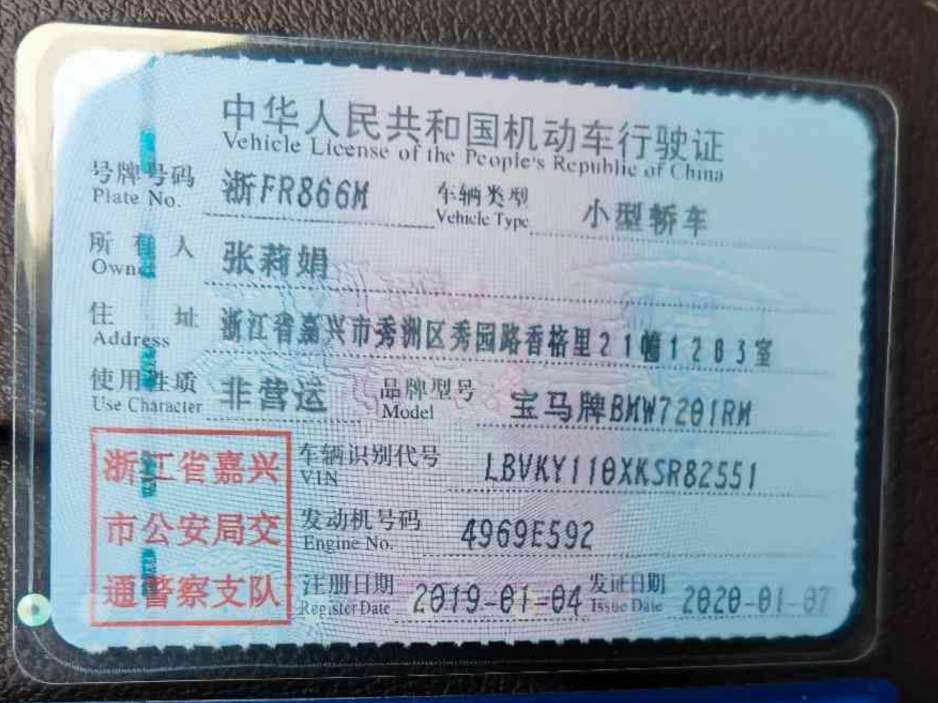 中华人民共和国机动车行驶证
Vehicle License of the People's Republic of China
号牌号码 浙FR866M 车辆类型 小型轿车
Plate No. Vehicle Type
所有人 张莉娟
Owner
住址 浙江省嘉兴市秀洲区秀园路香格里21幢1203室
Address
使用性质 非营运 品牌型号 宝马牌BMW7201RM
Use Character Model
浙江省嘉兴 车辆识别代号 LBVKY110XKSR82551
VIN
市公安局交 发动机号码 4969E592
Engine No.
通警察支队 注册日期 2019-01-04 发证日期 2020-01-07
Register Date Issue Date